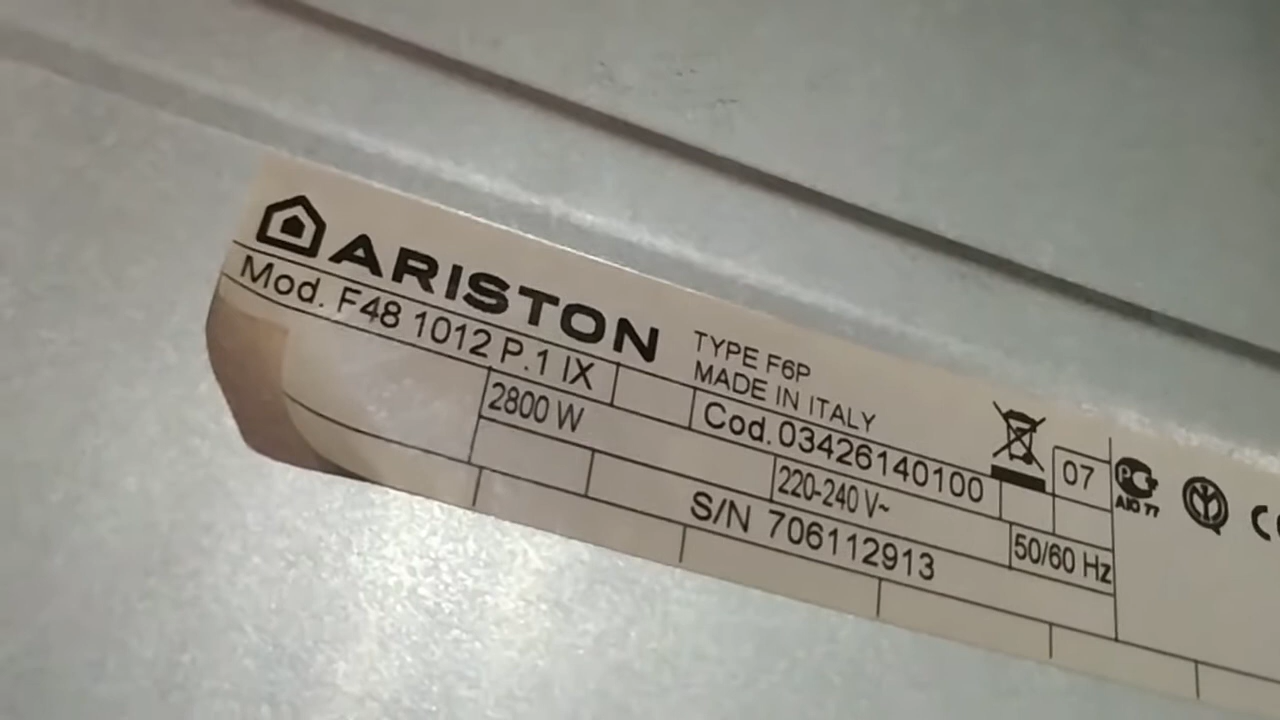 ARISTON
TYPE F6P
MADE IN ITALY
Mod. F48 1012 P.1 IX
Cod. 03426140100
07
2800 W
220-240 V~
50/60 Hz
S/N 706112913